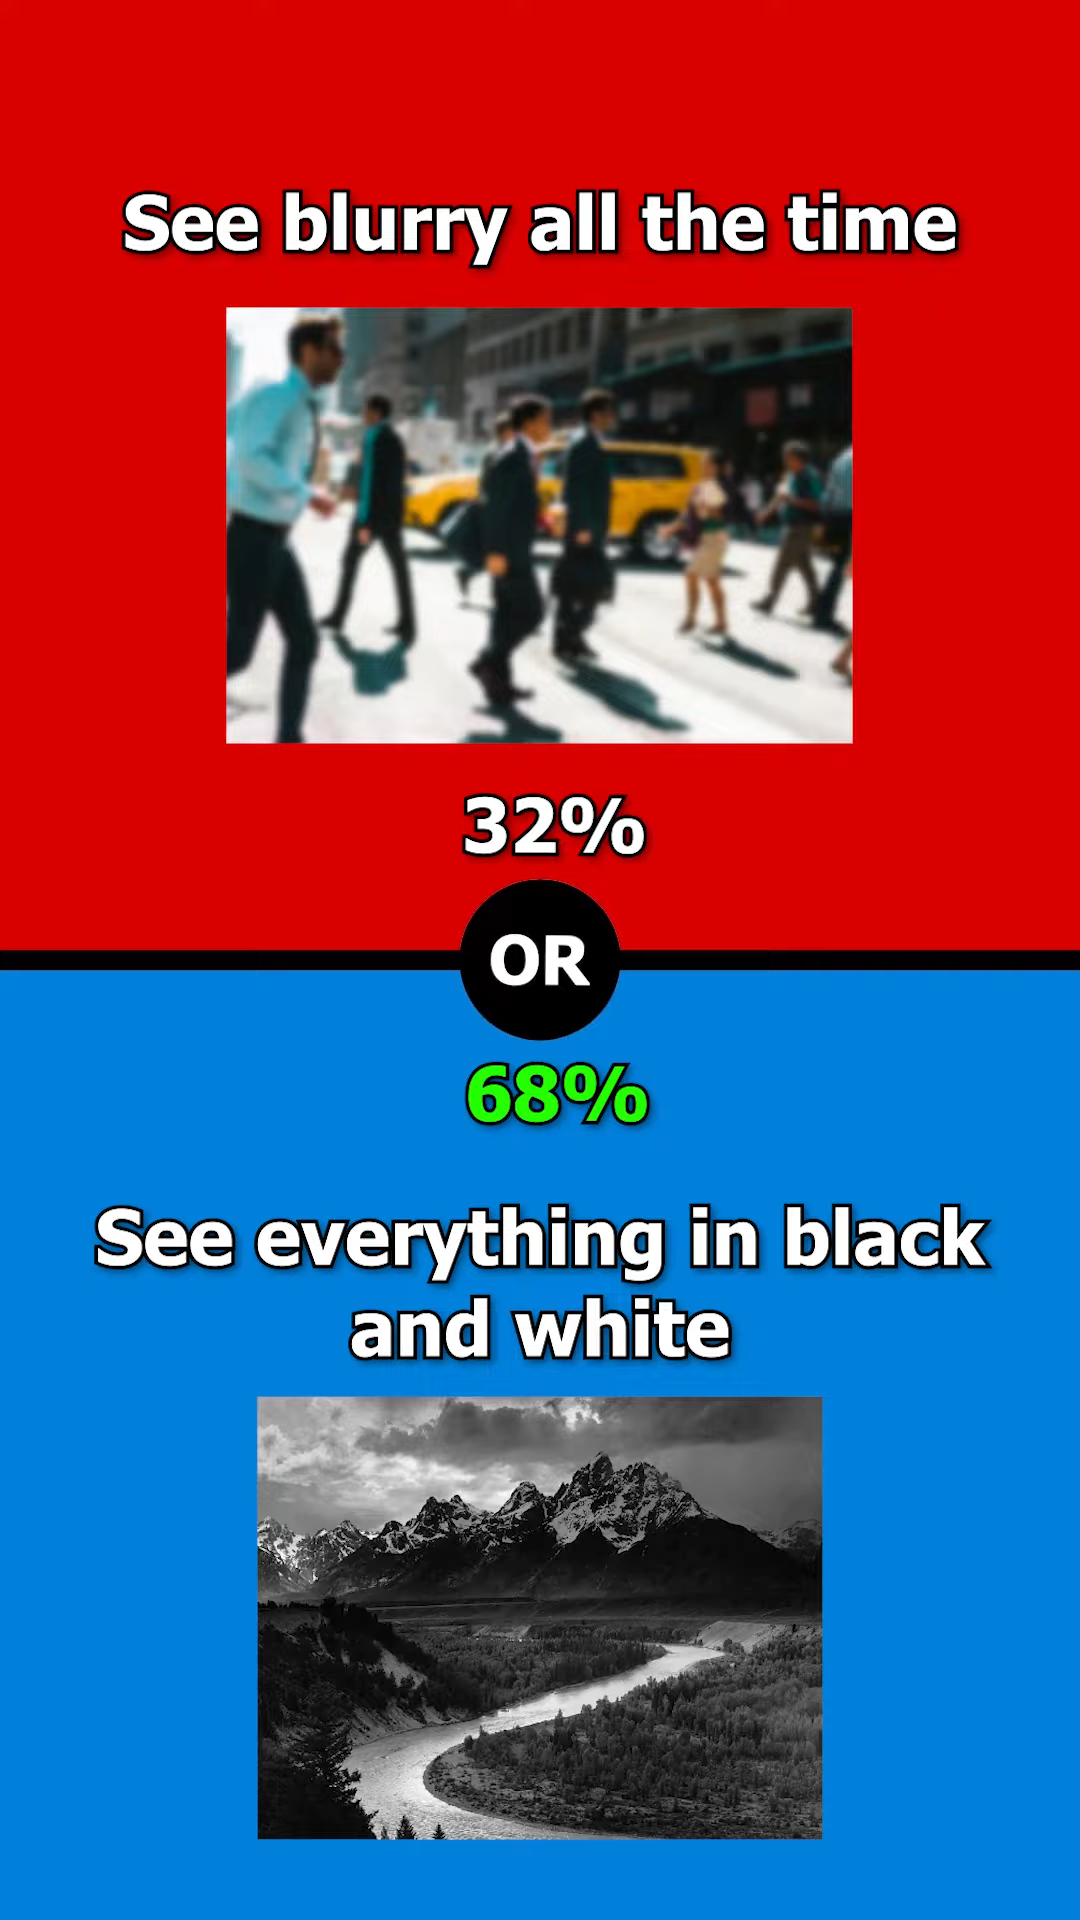 See blurry all the time
32%
OR
68%
See everything in black
and white